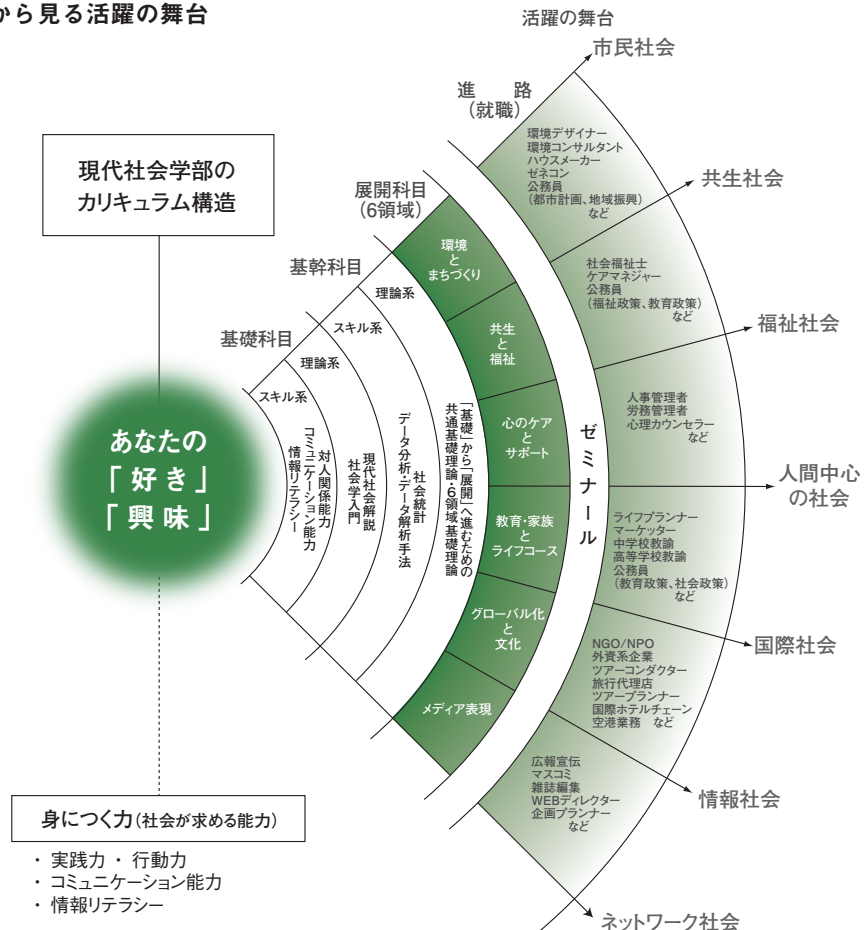 から見る活躍の舞台
活躍の舞台
市民社会
進　路
(就職)
環境デザイナー
環境コンサルタント
ハウスメーカー
ゼネコン
公務員
(都市計画、地域振興)
など
共生社会
現代社会学部の
カリキュラム構造
展開科目
(6領域)
環境
と
まちづくり
基幹科目
理論系
社会福祉士
ケアマネジャー
公務員
(福祉政策、教育政策)
など
福祉社会
スキル系
共生
と
福祉
基礎科目
理論系
スキル系
人事管理者
労務管理者
心理カウンセラー
など
心のケア
と
サポート
あなたの
「好き」
「興味」
対人関係能力
コミュニケーション能力
情報リテラシー
現代社会解説
社会学入門
社会統計
データ分析・データ解析手法
「基礎」から「展開」へ進むための
共通基礎理論・6領域基礎理論
ゼミナール
人間中心
の社会
教育・家族
と
ライフコース
ライフプランナー
マーケッター
中学校教諭
高等学校教諭
公務員
(教育政策、社会政策)
など
グローバル化
と
文化
国際社会
NGO/NPO
外資系企業
ツアーコンダクター
旅行代理店
ツアープランナー
国際ホテルチェーン
空港業務　など
メディア表現
広報宣伝
マスコミ
雑誌編集
WEBディレクター
企画プランナー
など
情報社会
ネットワーク社会
身につく力(社会が求める能力)
・ 実践力 ・ 行動力
・ コミュニケーション能力
・ 情報リテラシー